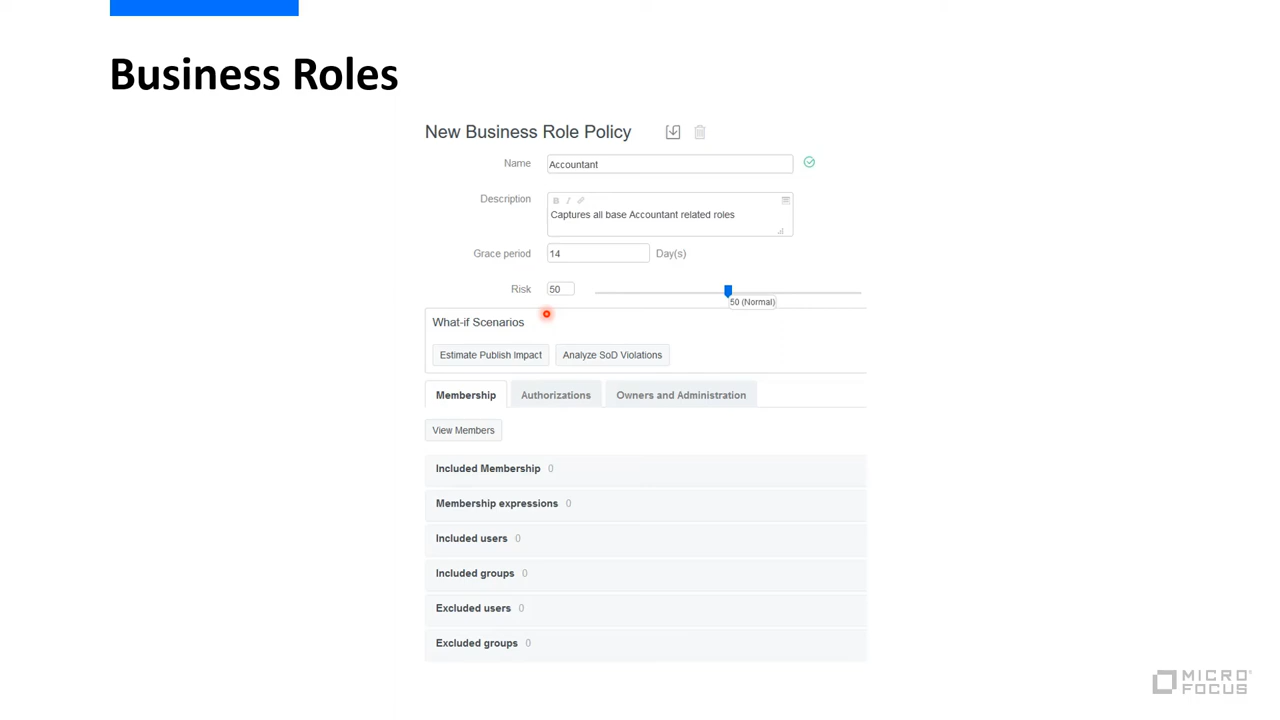 Business Roles
New Business Role Policy
Name Accountant
Description B I
Captures all base Accountant related roles
Grace period 14 Day(s)
Risk 50
50 (Normal)
What-if Scenarios
Estimate Publish Impact Analyze SoD Violations
Membership Authorizations Owners and Administration
View Members
Included Membership 0
Membership expressions 0
Included users 0
Included groups 0
Excluded users 0
Excluded groups 0
MICRO
FOCUS